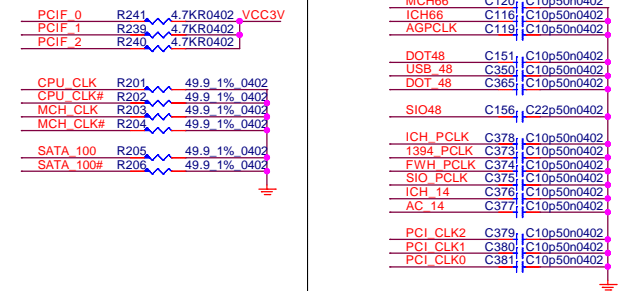 PCIF_0 R241 4.7KR0402 VCC3V
PCIF_1 R239 4.7KR0402
PCIF_2 R240 4.7KR0402
CPU_CLK R201 49.9_1%_0402
CPU_CLK# R202 49.9_1%_0402
MCH_CLK R203 49.9_1%_0402
MCH_CLK# R204 49.9_1%_0402
SATA_100 R205 49.9_1%_0402
SATA_100# R206 49.9_1%_0402
MCH66 C120 C10p50n0402
ICH66 C116 C10p50n0402
AGPCLK C119 C10p50n0402
DOT48 C151 C10p50n0402
USB_48 C350 C10p50n0402
DOT_48 C365 C10p50n0402
SIO48 C156 C22p50n0402
ICH_PCLK C378 C10p50n0402
1394_PCLK C373 C10p50n0402
FWH_PCLK C374 C10p50n0402
SIO_PCLK C375 C10p50n0402
ICH_14 C376 C10p50n0402
AC_14 C377 C10p50n0402
PCI_CLK2 C379 C10p50n0402
PCI_CLK1 C380 C10p50n0402
PCI_CLK0 C381 C10p50n0402